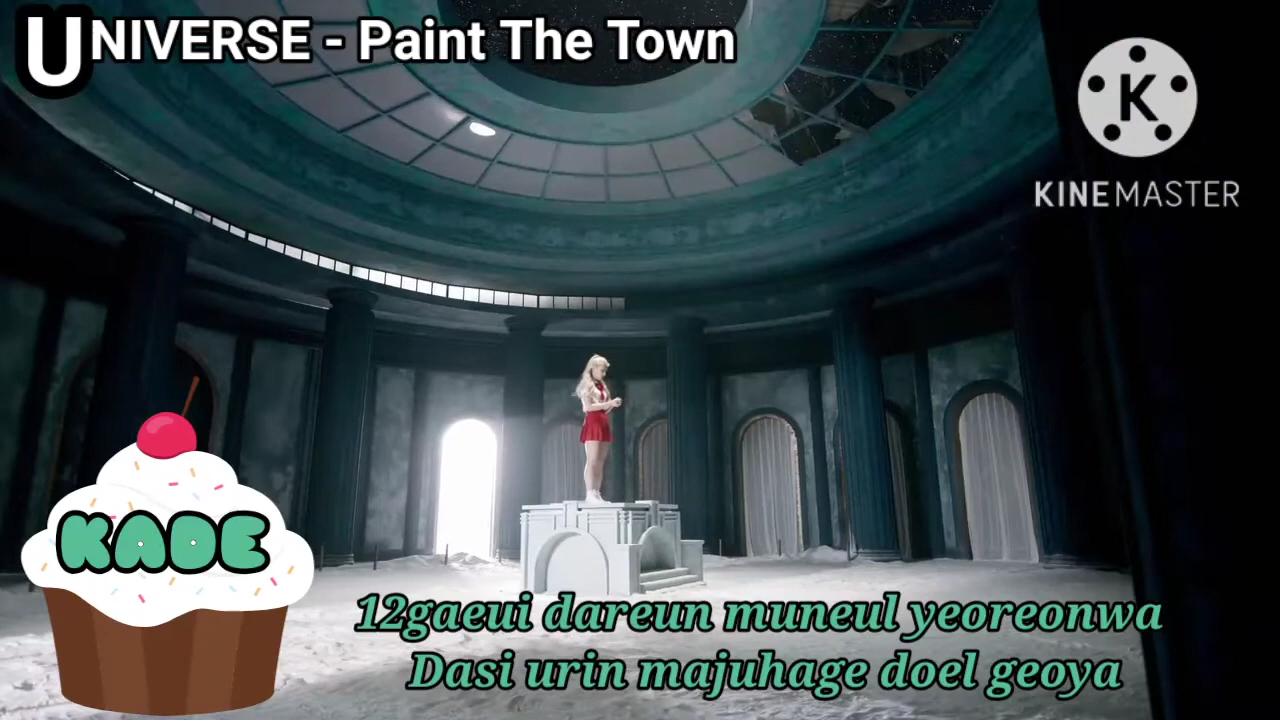 UNIVERSE - Paint The Town
K
KINEMASTER
KADE
12gaeui dareun muneul yeoreonwa
Dasi urin majuhage doel geoya